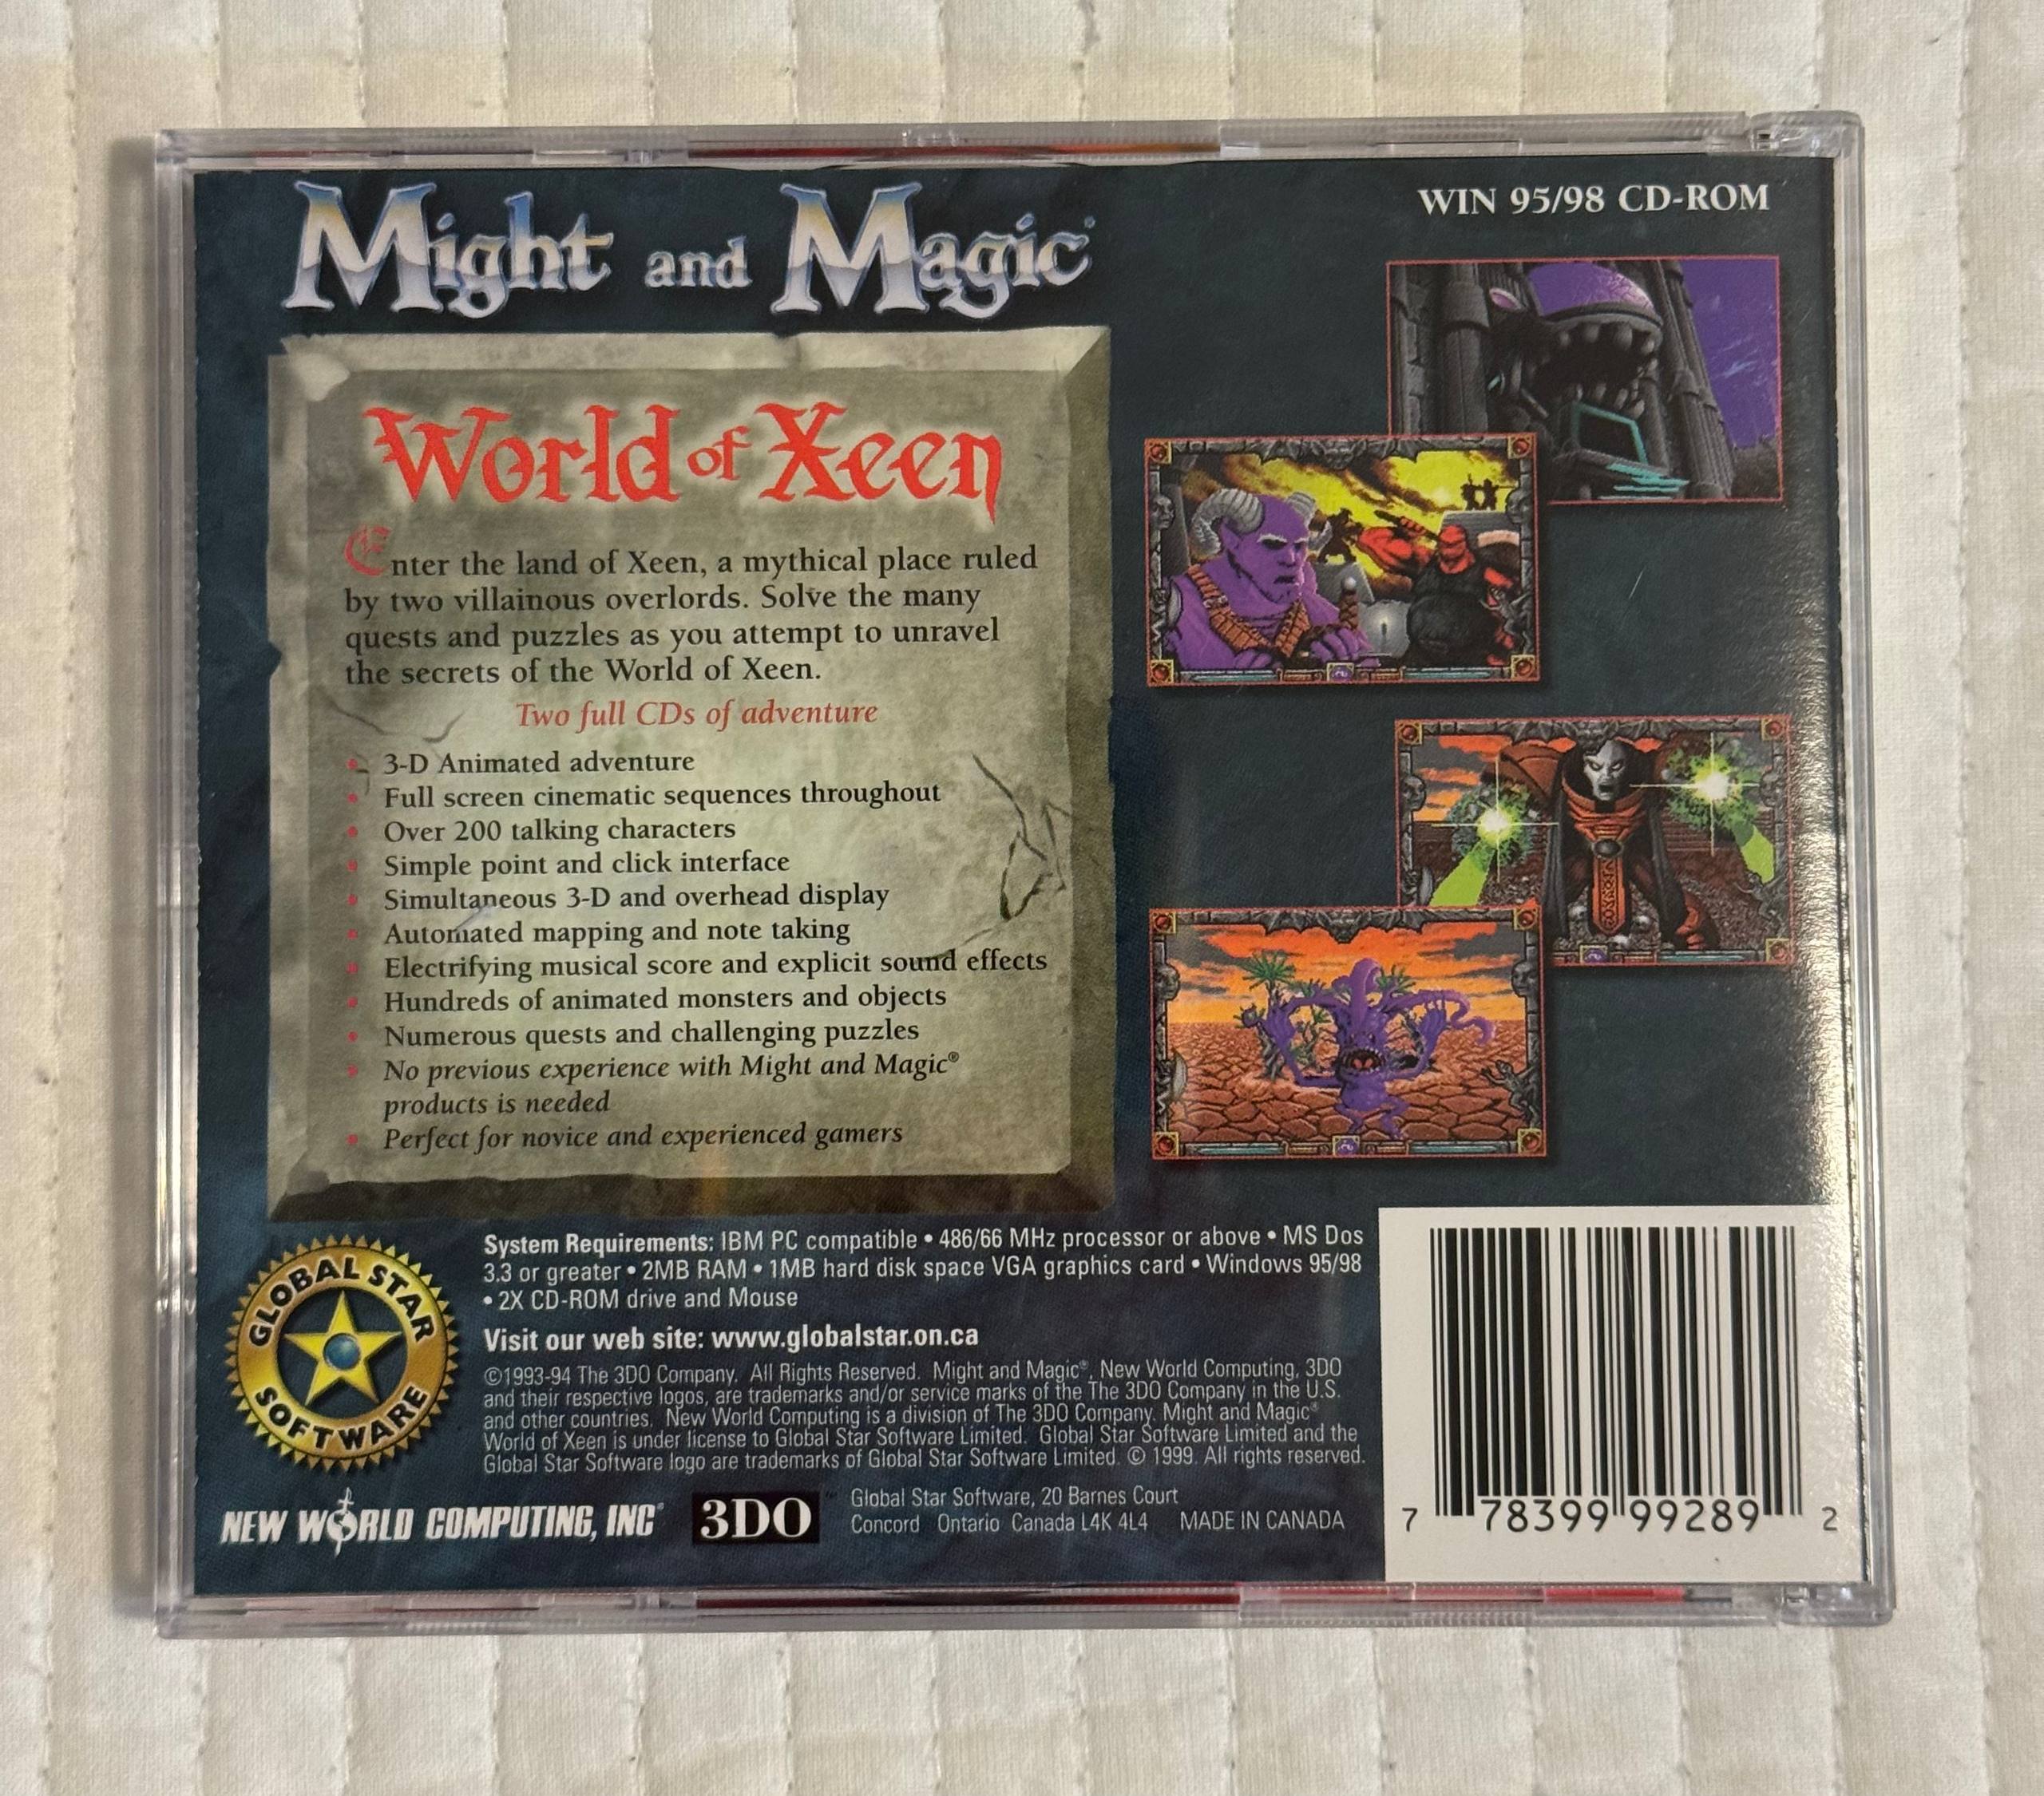 Might and Magic®
WIN 95/98 CD-ROM
World of Xeen
Enter the land of Xeen, a mythical place ruled
by two villainous overlords. Solve the many
quests and puzzles as you attempt to unravel
the secrets of the World of Xeen.
Two full CDs of adventure
• 3-D Animated adventure
• Full screen cinematic sequences throughout
• Over 200 talking characters
• Simple point and click interface
• Simultaneous 3-D and overhead display
• Automated mapping and note taking
• Electrifying musical score and explicit sound effects
• Hundreds of animated monsters and objects
• Numerous quests and challenging puzzles
• No previous experience with Might and Magic®
products is needed
• Perfect for novice and experienced gamers
GLOBAL STAR
SOFTWARE
System Requirements: IBM PC compatible • 486/66 MHz processor or above • MS Dos
3.3 or greater • 2MB RAM • 1MB hard disk space VGA graphics card • Windows 95/98
• 2X CD-ROM drive and Mouse
Visit our web site: www.globalstar.on.ca
©1993-94 The 3DO Company. All Rights Reserved. Might and Magic®, New World Computing, 3DO
and their respective logos, are trademarks and/or service marks of the The 3DO Company in the U.S.
and other countries. New World Computing is a division of The 3DO Company. Might and Magic®
World of Xeen is under license to Global Star Software Limited. Global Star Software Limited and the
Global Star Software logo are trademarks of Global Star Software Limited. © 1999. All rights reserved.
NEW WORLD COMPUTING, INC®
3DO™
Global Star Software, 20 Barnes Court
Concord Ontario Canada L4K 4L4 MADE IN CANADA
7 78399 99289 2